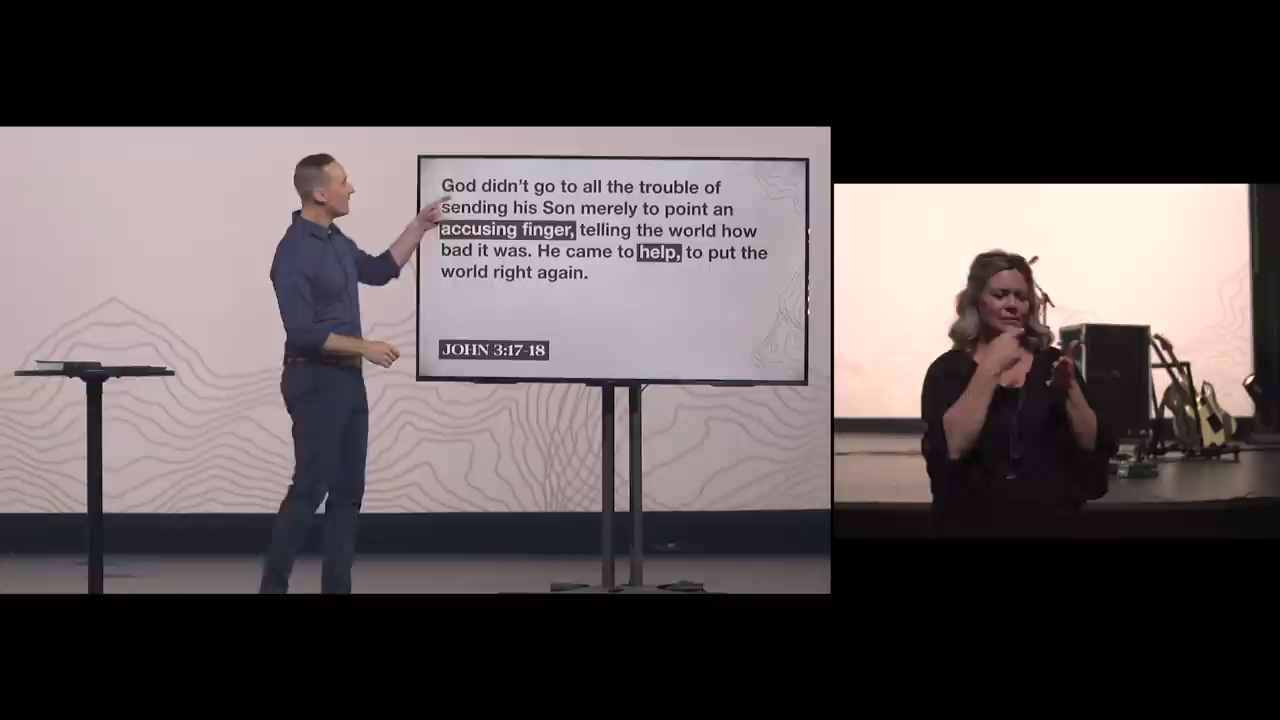 God didn't go to all the trouble of
sending his Son merely to point an
accusing finger, telling the world how
bad it was. He came to help, to put the
world right again.
JOHN 3:17-18